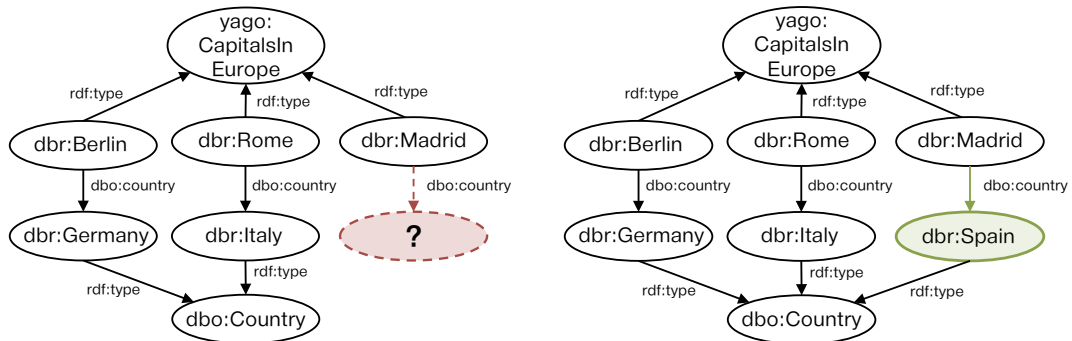 yago:
CapitalsIn
Europe
rdf:type
rdf:type
rdf:type
dbr:Berlin
dbr:Rome
dbr:Madrid
dbo:country
dbo:country
dbo:country
dbr:Germany
dbr:Italy
?
rdf:type
rdf:type
dbo:Country
yago:
CapitalsIn
Europe
rdf:type
rdf:type
rdf:type
dbr:Berlin
dbr:Rome
dbr:Madrid
dbo:country
dbo:country
dbo:country
dbr:Germany
dbr:Italy
dbr:Spain
rdf:type
rdf:type
rdf:type
dbo:Country